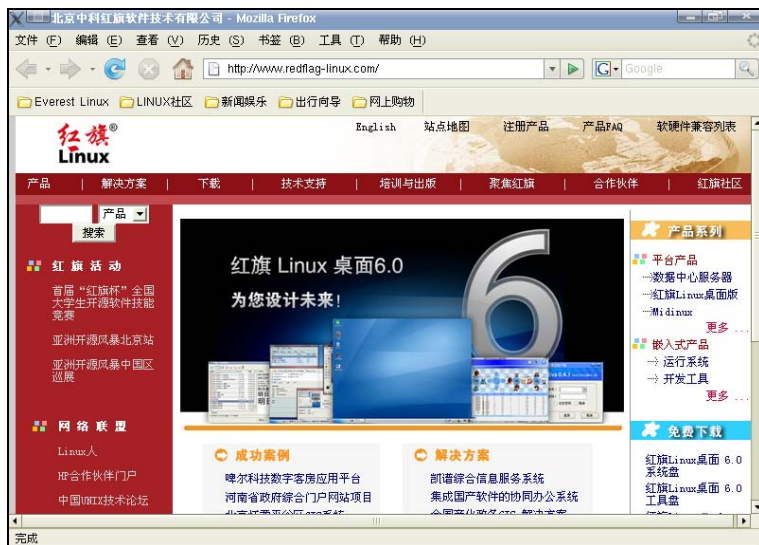 北京中科红旗软件技术有限公司 - Mozilla Firefox
文件 (F) 编辑 (E) 查看 (V) 历史 (S) 书签 (B) 工具 (T) 帮助 (H)
http://www.redflag-linux.com/
G Google
Everest Linux LINUX社区 新闻娱乐 出行向导 网上购物
红旗®
Linux
English 站点地图 注册产品 产品FAQ 软硬件兼容列表
产品 | 解决方案 | 下载 | 技术支持 | 培训与出版 | 聚焦红旗 | 合作伙伴 | 红旗社区
产品
搜索
红旗活动
首届“红旗杯”全国
大学生开源软件技能
竞赛
亚洲开源风暴北京站
亚洲开源风暴中国区
巡展
网络联盟
Linux人
HP合作伙伴门户
中国UNIX技术论坛
红旗 Linux 桌面6.0
为您设计未来!
6
成功案例
啤尔科技数字客房应用平台
河南省政府综合门户网站项目
解决方案
凯谱综合信息服务系统
集成国产软件的协同办公系统
产品系列
平台产品
数据中心服务器
红旗Linux桌面版
Midinux
更多 ...
嵌入式产品
运行系统
开发工具
更多 ...
免费下载
红旗Linux桌面 6.0
系统盘
红旗Linux桌面 6.0
工具盘
完成